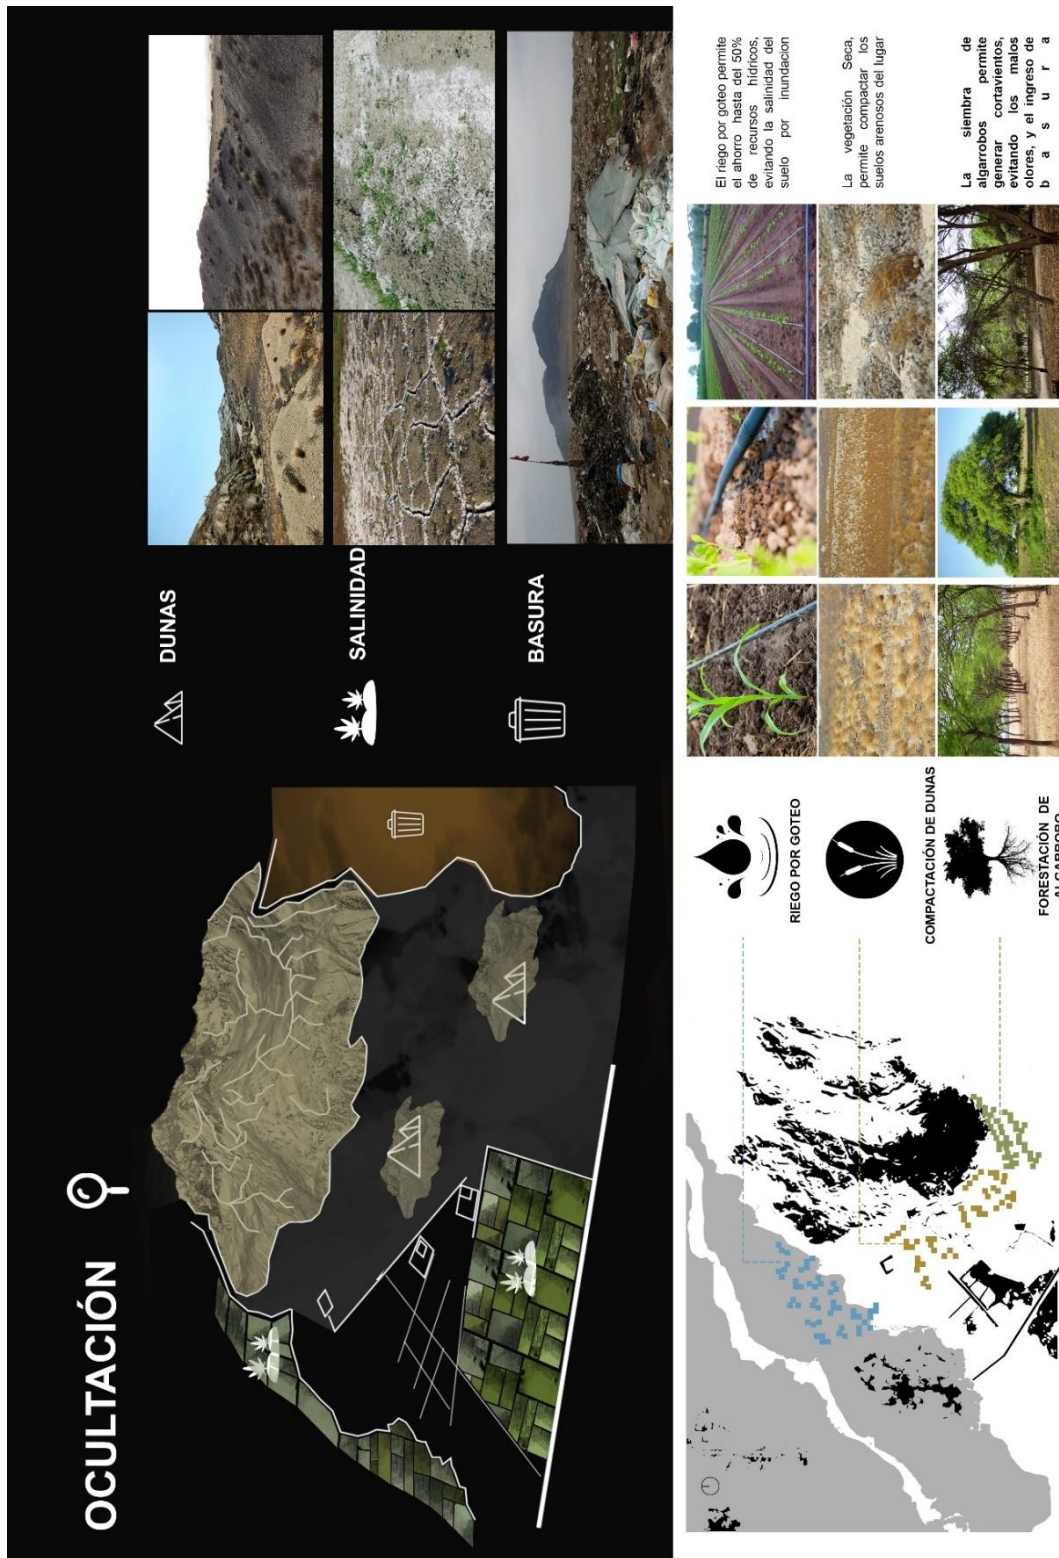 OCULTACIÓN
DUNAS
SALINIDAD
BASURA
RIEGO POR GOTEO
El riego por goteo permite
el ahorro hasta del 50%
de recursos hídricos,
evitando la salinidad del
suelo por inundacion
COMPACTACIÓN DE DUNAS
La vegetación Seca,
permite compactar los
suelos arenosos del lugar
FORESTACIÓN DE
ALGARROBO
La siembra de
algarrobos permite
generar cortavientos,
evitando los malos
olores, y el ingreso de
b a s u r a